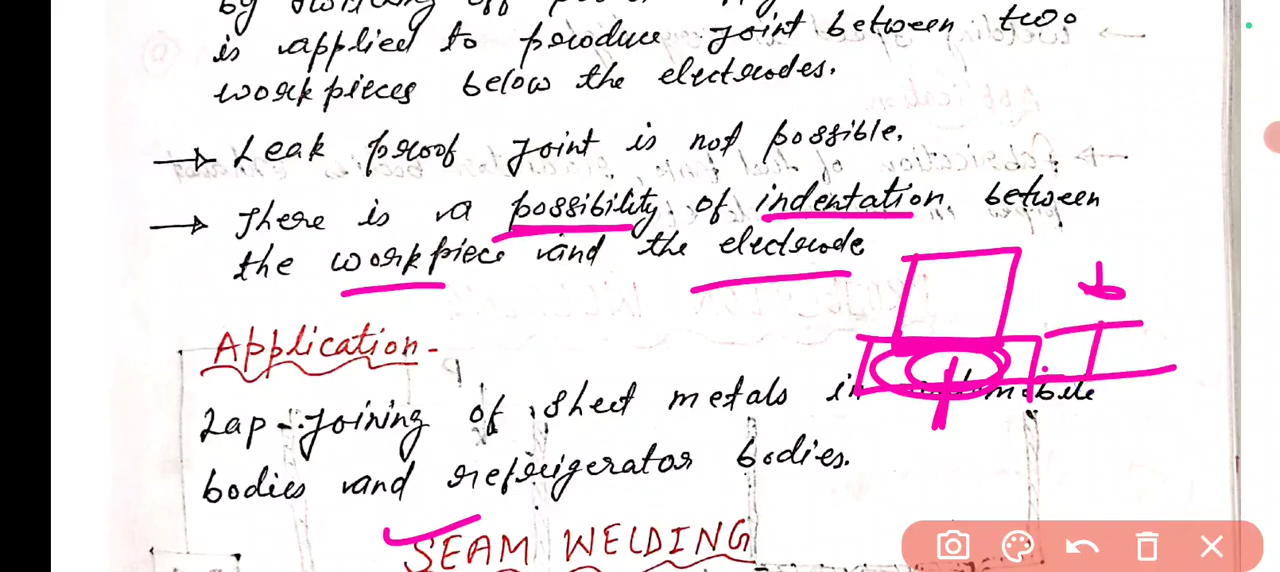 by
is applied to produce joint between two
workpieces below the electrodes.
→ Leak proof joint is not possible.
→ There is a possibility of indentation between
the workpiece and the electrode
b
Application -
Lap - joining of sheet metals in automobile
bodies and refrigerator bodies.
SEAM WELDING